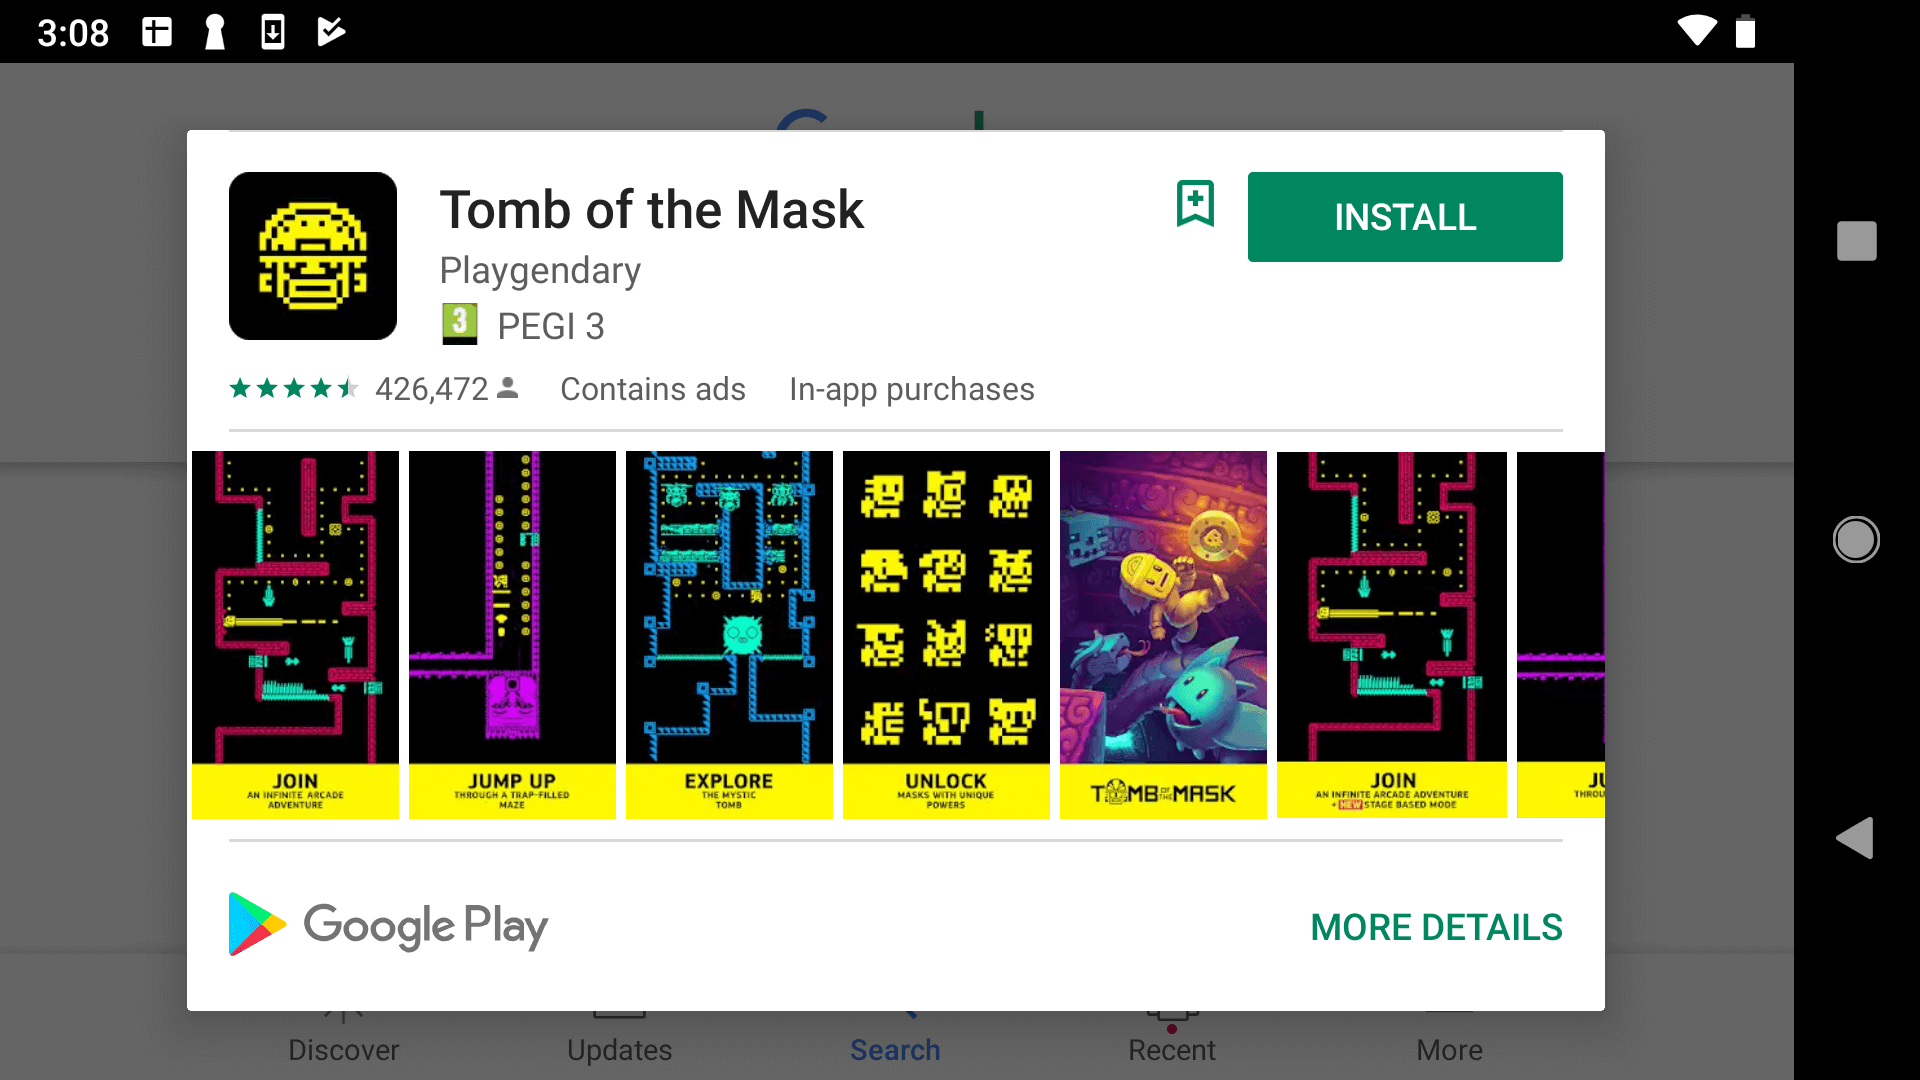 3:08
Tomb of the Mask
INSTALL
Playgendary
3 PEGI 3
426,472
Contains ads
In-app purchases
JOIN
AN INFINITE ARCADE
ADVENTURE
JUMP UP
THROUGH A TRAP-FILLED
MAZE
EXPLORE
THE MYSTIC
TOMB
UNLOCK
MASKS WITH UNIQUE
POWERS
TOMB OF THE MASK
JOIN
AN INFINITE ARCADE ADVENTURE
+ NEW STAGE BASED MODE
Google Play
MORE DETAILS
Discover
Updates
Search
Recent
More